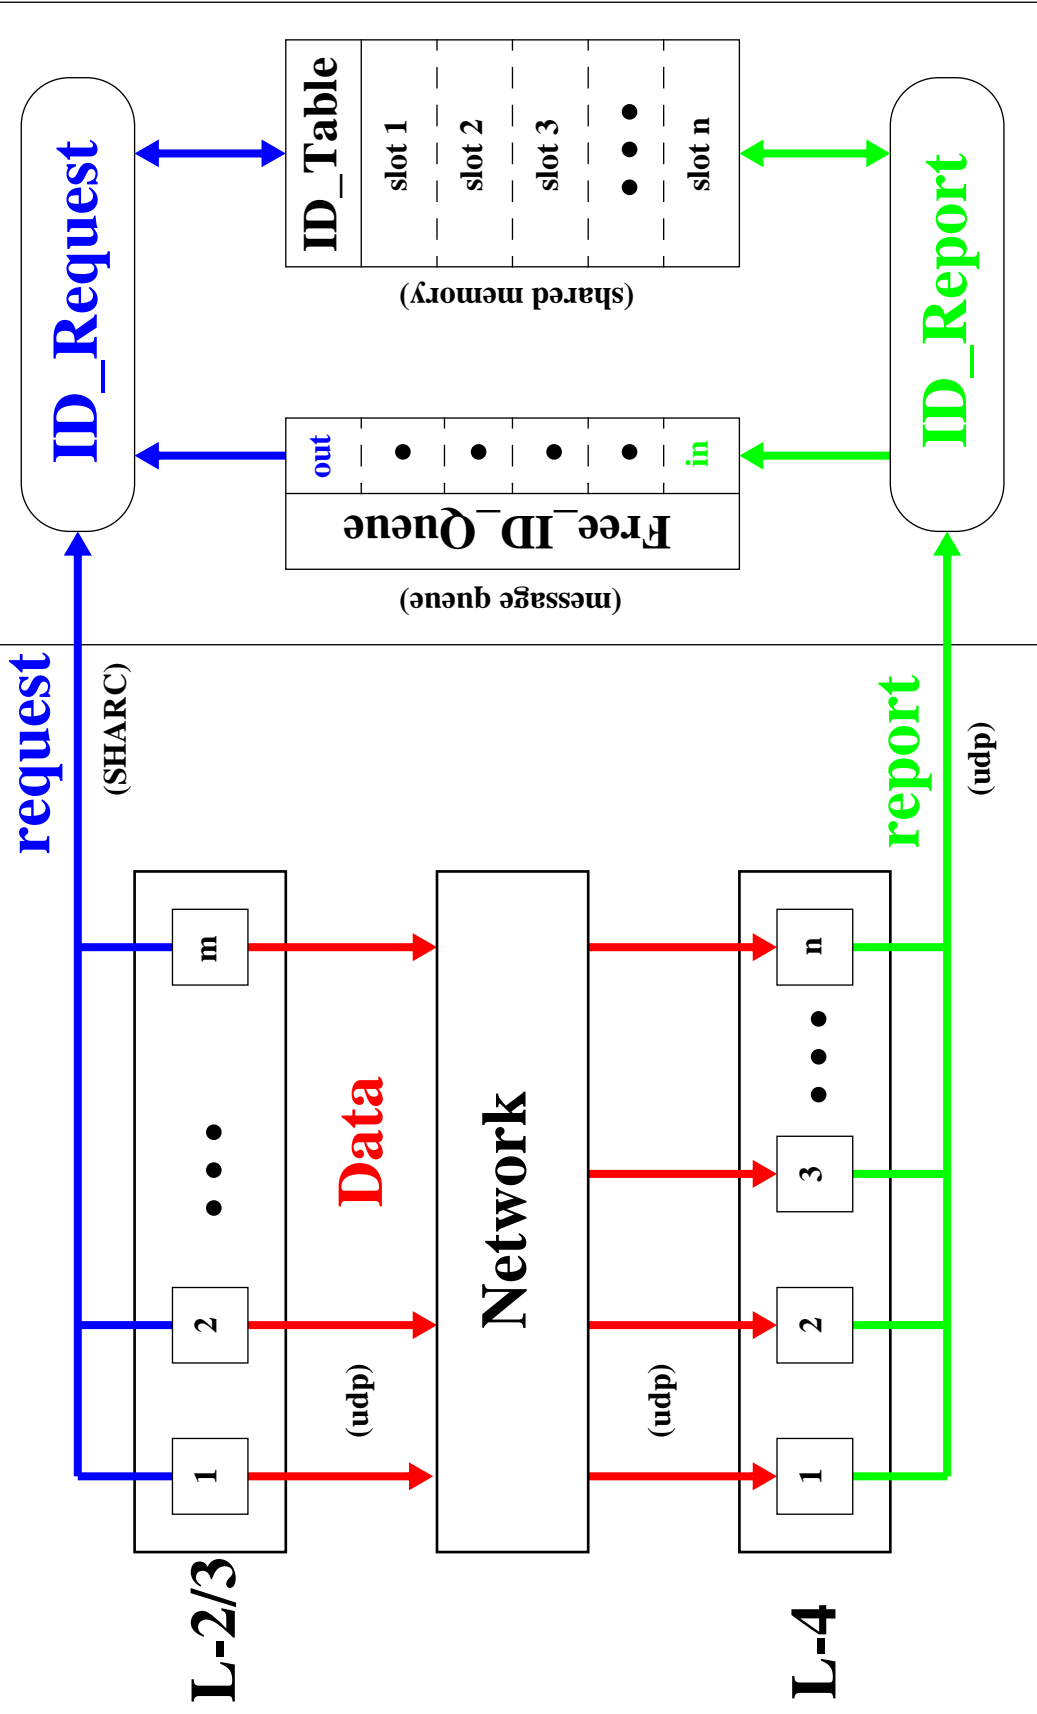 L-2/3
1
2
m
request
(SHARC)
ID_Request
Data
(udp)
Network
(udp)
L-4
1
2
3
n
report
(udp)
ID_Report
(message queue)
Free_ID_Queue
out
in
(shared memory)
ID_Table
slot 1
slot 2
slot 3
slot n